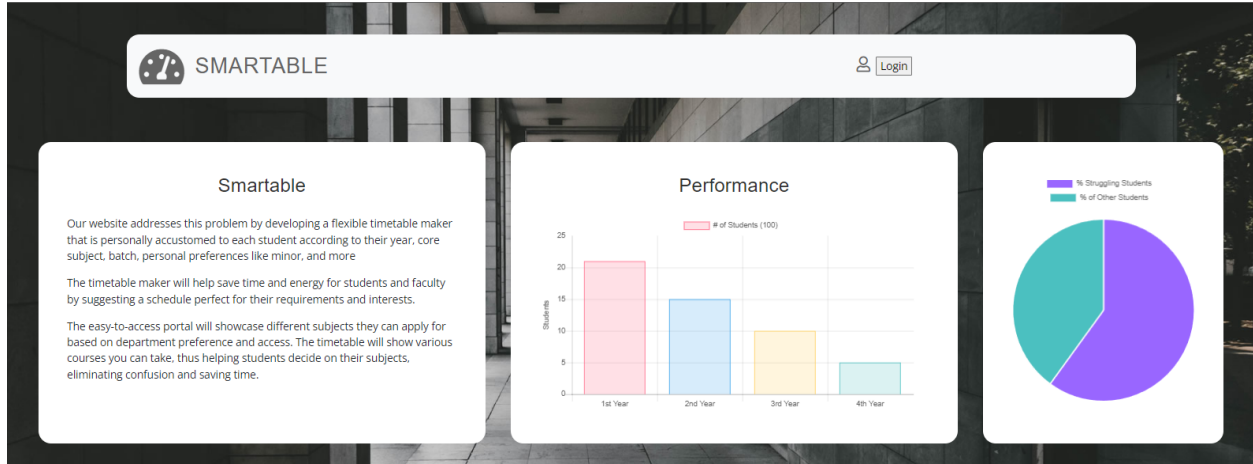 SMARTABLE
Login
Smartable
Our website addresses this problem by developing a flexible timetable maker
that is personally accustomed to each student according to their year, core
subject, batch, personal preferences like minor, and more
The timetable maker will help save time and energy for students and faculty
by suggesting a schedule perfect for their requirements and interests.
The easy-to-access portal will showcase different subjects they can apply for
based on department preference and access. The timetable will show various
courses you can take, thus helping students decide on their subjects,
eliminating confusion and saving time.
Performance
# of Students (100)
25
20
15
10
5
0
Students
1st Year
2nd Year
3rd Year
4th Year
% Struggling Students
% of Other Students